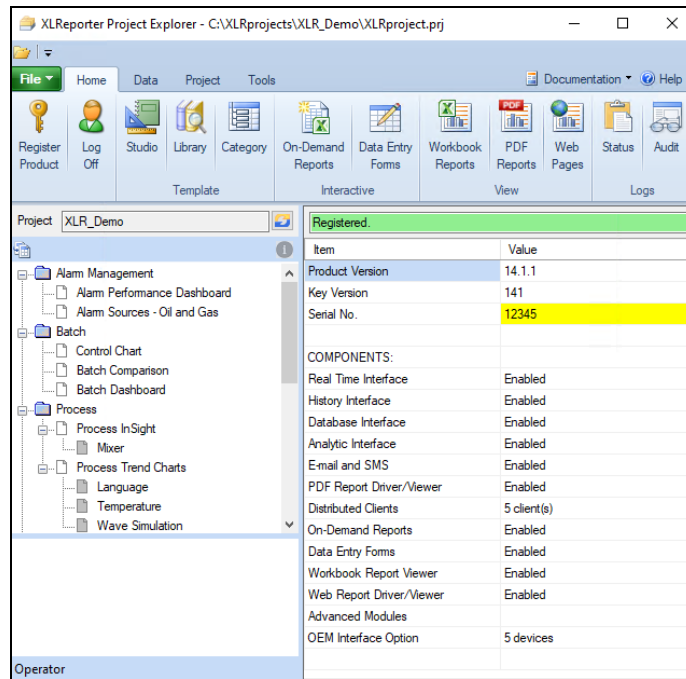 XLReporter Project Explorer - C:\XLRprojects\XLR_Demo\XLRproject.prj
File Home Data Project Tools Documentation Help
Register Product
Log Off
Studio
Library
Category
On-Demand Reports
Data Entry Forms
Workbook Reports
PDF
PDF Reports
Web Pages
Status
Audit
Template Interactive View Logs
Project XLR_Demo
Registered.
Alarm Management
Alarm Performance Dashboard
Alarm Sources - Oil and Gas
Batch
Control Chart
Batch Comparison
Batch Dashboard
Process
Process InSight
Mixer
Process Trend Charts
Language
Temperature
Wave Simulation
Operator
Item Value
Product Version 14.1.1
Key Version 141
Serial No. 12345
COMPONENTS:
Real Time Interface Enabled
History Interface Enabled
Database Interface Enabled
Analytic Interface Enabled
E-mail and SMS Enabled
PDF Report Driver/Viewer Enabled
Distributed Clients 5 client(s)
On-Demand Reports Enabled
Data Entry Forms Enabled
Workbook Report Viewer Enabled
Web Report Driver/Viewer Enabled
Advanced Modules
OEM Interface Option 5 devices